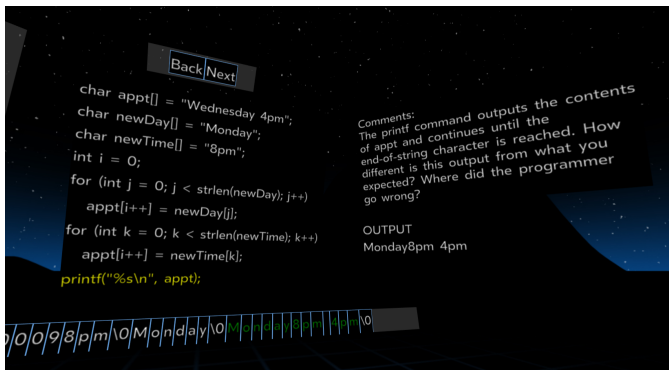 Back Next
char appt[] = "Wednesday 4pm";
char newDay[] = "Monday";
char newTime[] = "8pm";
int i = 0;
for (int j = 0; j < strlen(newDay); j++)
appt[i++] = newDay[j];
for (int k = 0; k < strlen(newTime); k++)
appt[i++] = newTime[k];
printf("%s\n", appt);
Comments:
The printf command outputs the contents
of appt and continues until the
end-of-string character is reached. How
different is this output from what you
expected? Where did the programmer
go wrong?
OUTPUT
Monday8pm 4pm
0 0 0 9 8 p m \0 M o n d a y \0 M o n d a y 8 p m 4 p m \0